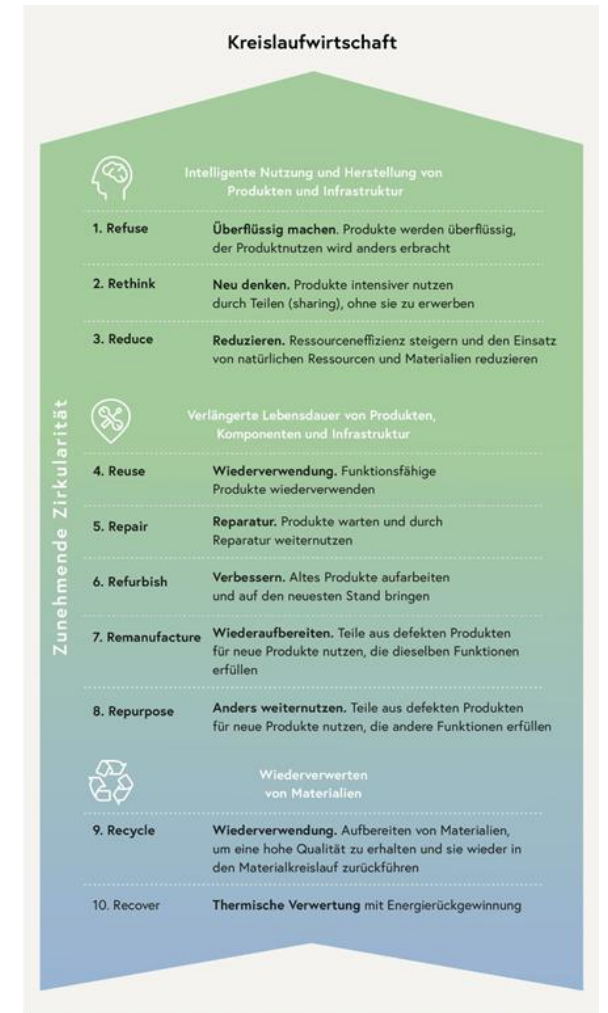 Kreislaufwirtschaft
Intelligente Nutzung und Herstellung von
Produkten und Infrastruktur
1. Refuse
Überflüssig machen. Produkte werden überflüssig,
der Produktnutzen wird anders erbracht
2. Rethink
Neu denken. Produkte intensiver nutzen
durch Teilen (sharing), ohne sie zu erwerben
3. Reduce
Reduzieren. Ressourceneffizienz steigern und den Einsatz
von natürlichen Ressourcen und Materialien reduzieren
Zunehmende Zirkularität
Verlängerte Lebensdauer von Produkten,
Komponenten und Infrastruktur
4. Reuse
Wiederverwendung. Funktionsfähige
Produkte wiederverwenden
5. Repair
Reparatur. Produkte warten und durch
Reparatur weiternutzen
6. Refurbish
Verbessern. Altes Produkte aufarbeiten
und auf den neuesten Stand bringen
7. Remanufacture
Wiederaufbereiten. Teile aus defekten Produkten
für neue Produkte nutzen, die dieselben Funktionen
erfüllen
8. Repurpose
Anders weiternutzen. Teile aus defekten Produkten
für neue Produkte nutzen, die andere Funktionen erfüllen
Wiederverwerten
von Materialien
9. Recycle
Wiederverwendung. Aufbereiten von Materialien,
um eine hohe Qualität zu erhalten und sie wieder in
den Materialkreislauf zurückführen
10. Recover
Thermische Verwertung mit Energierückgewinnung